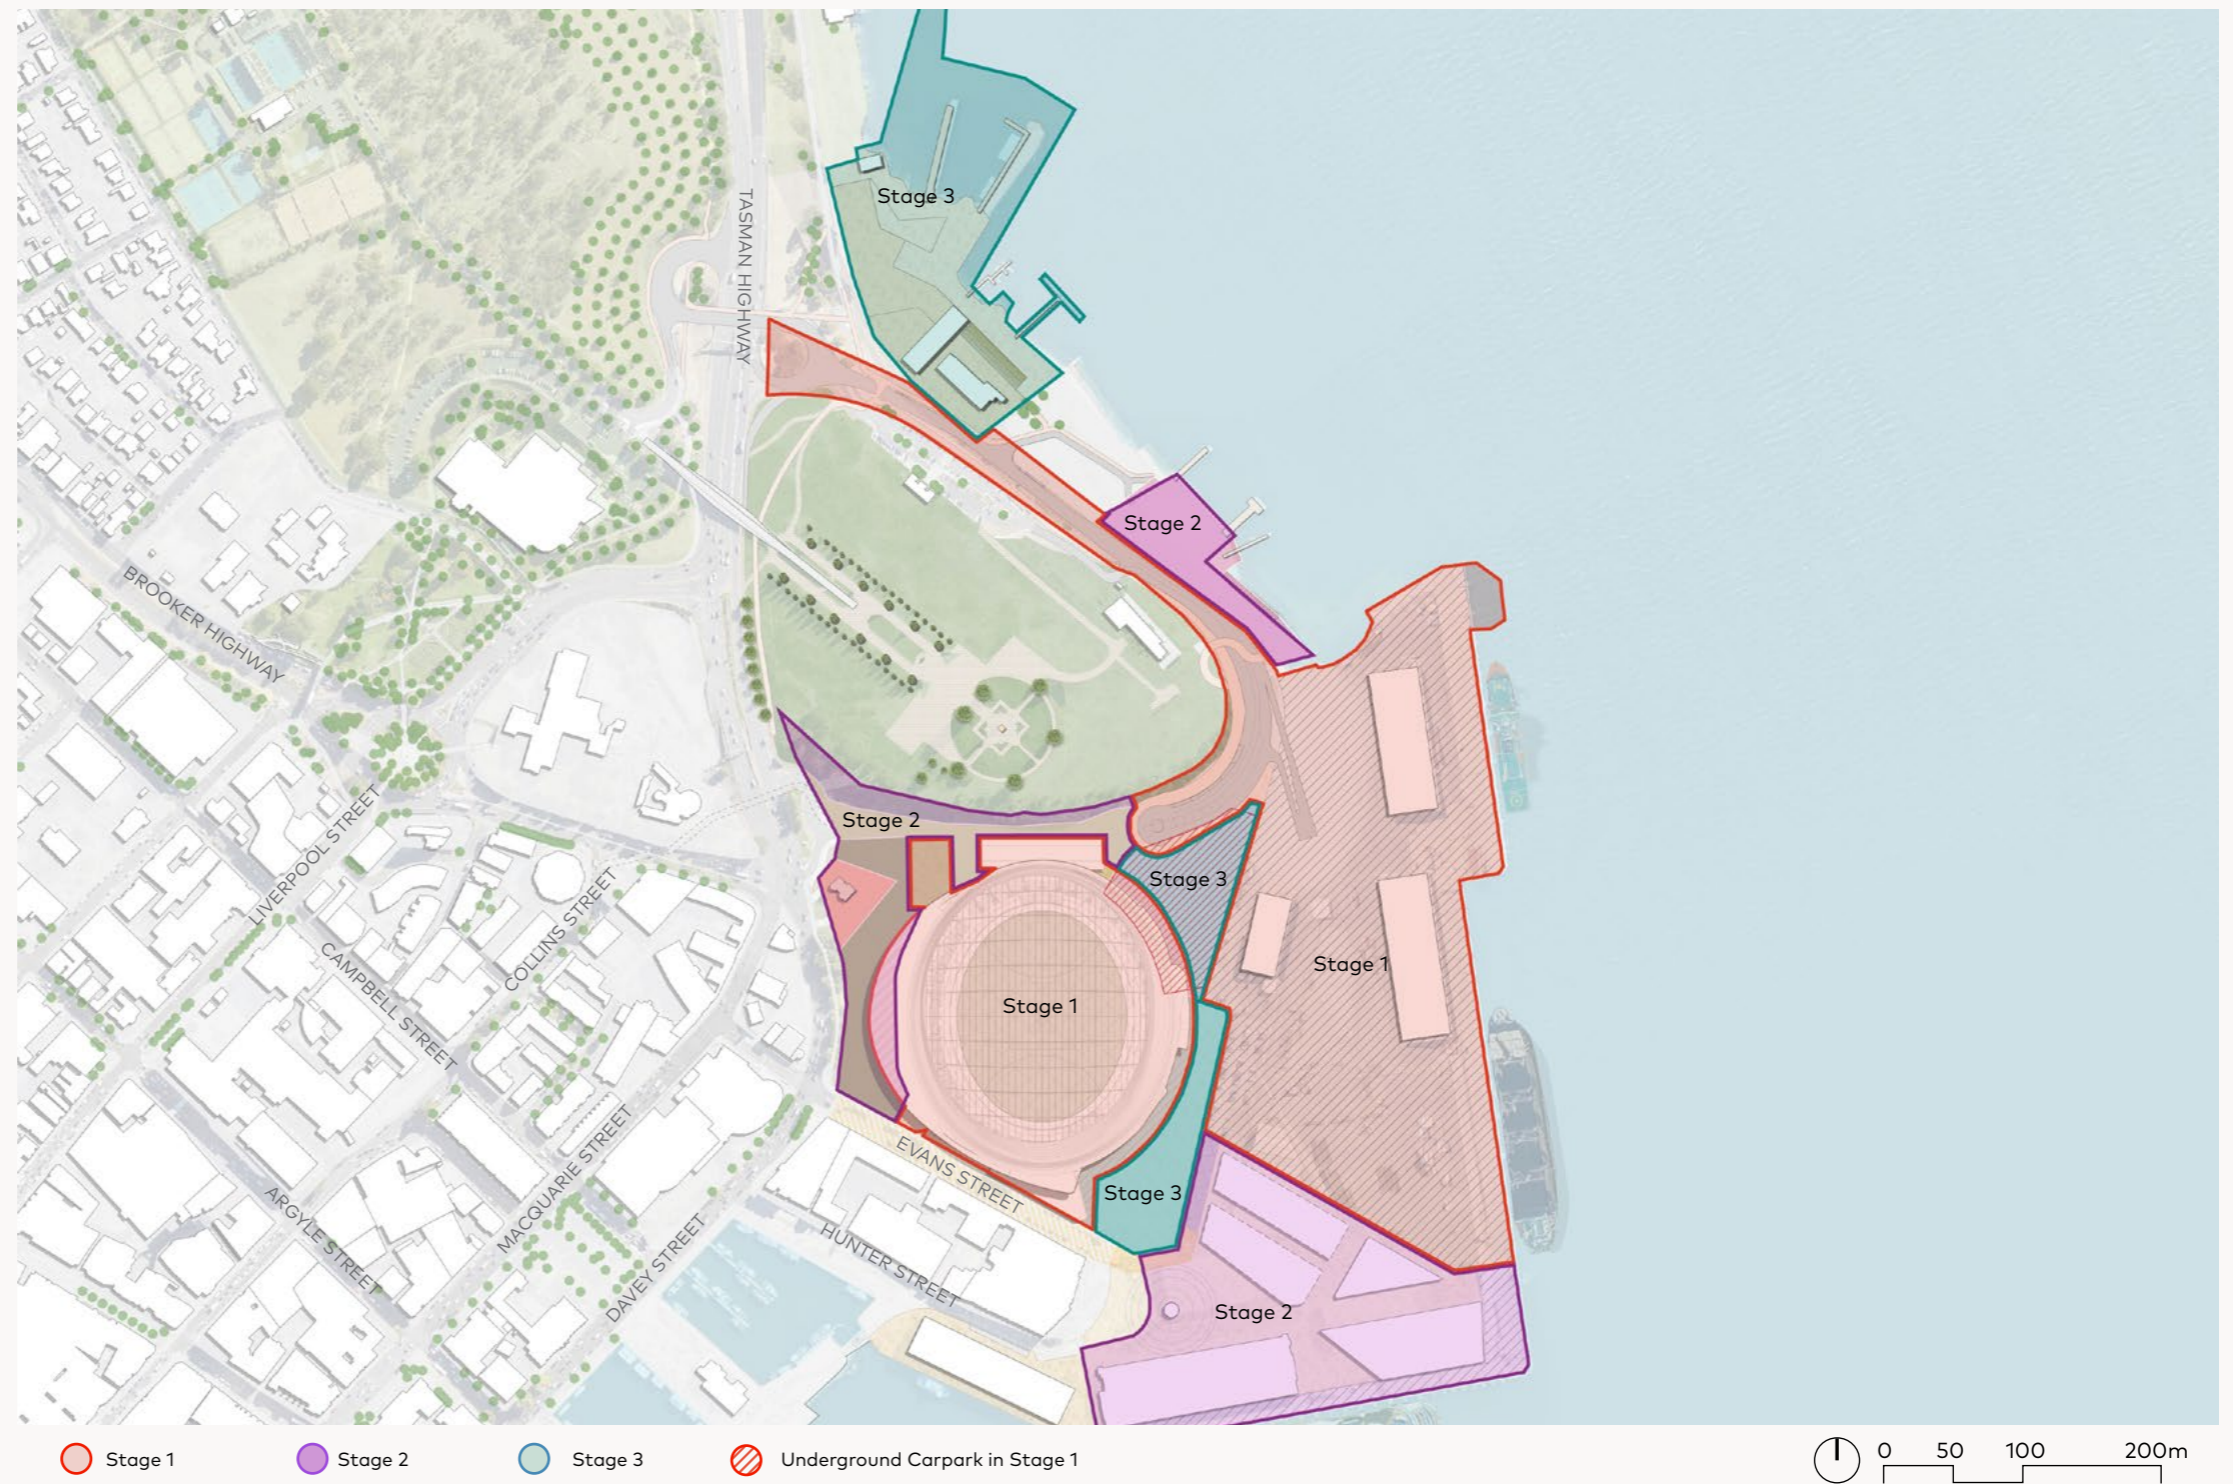 Stage 3
TASMAN HIGHWAY
Stage 2
BROOKER HIGHWAY
Stage 2
LIVERPOOL STREET
COLLINS STREET
CAMPBELL STREET
Stage 3
Stage 1
Stage 1
EVANS STREET
Stage 3
MACQUARIE STREET
ARGYLE STREET
DAVEY STREET
HUNTER STREET
Stage 2
Stage 1
Stage 2
Stage 3
Underground Carpark in Stage 1
0 50 100 200m